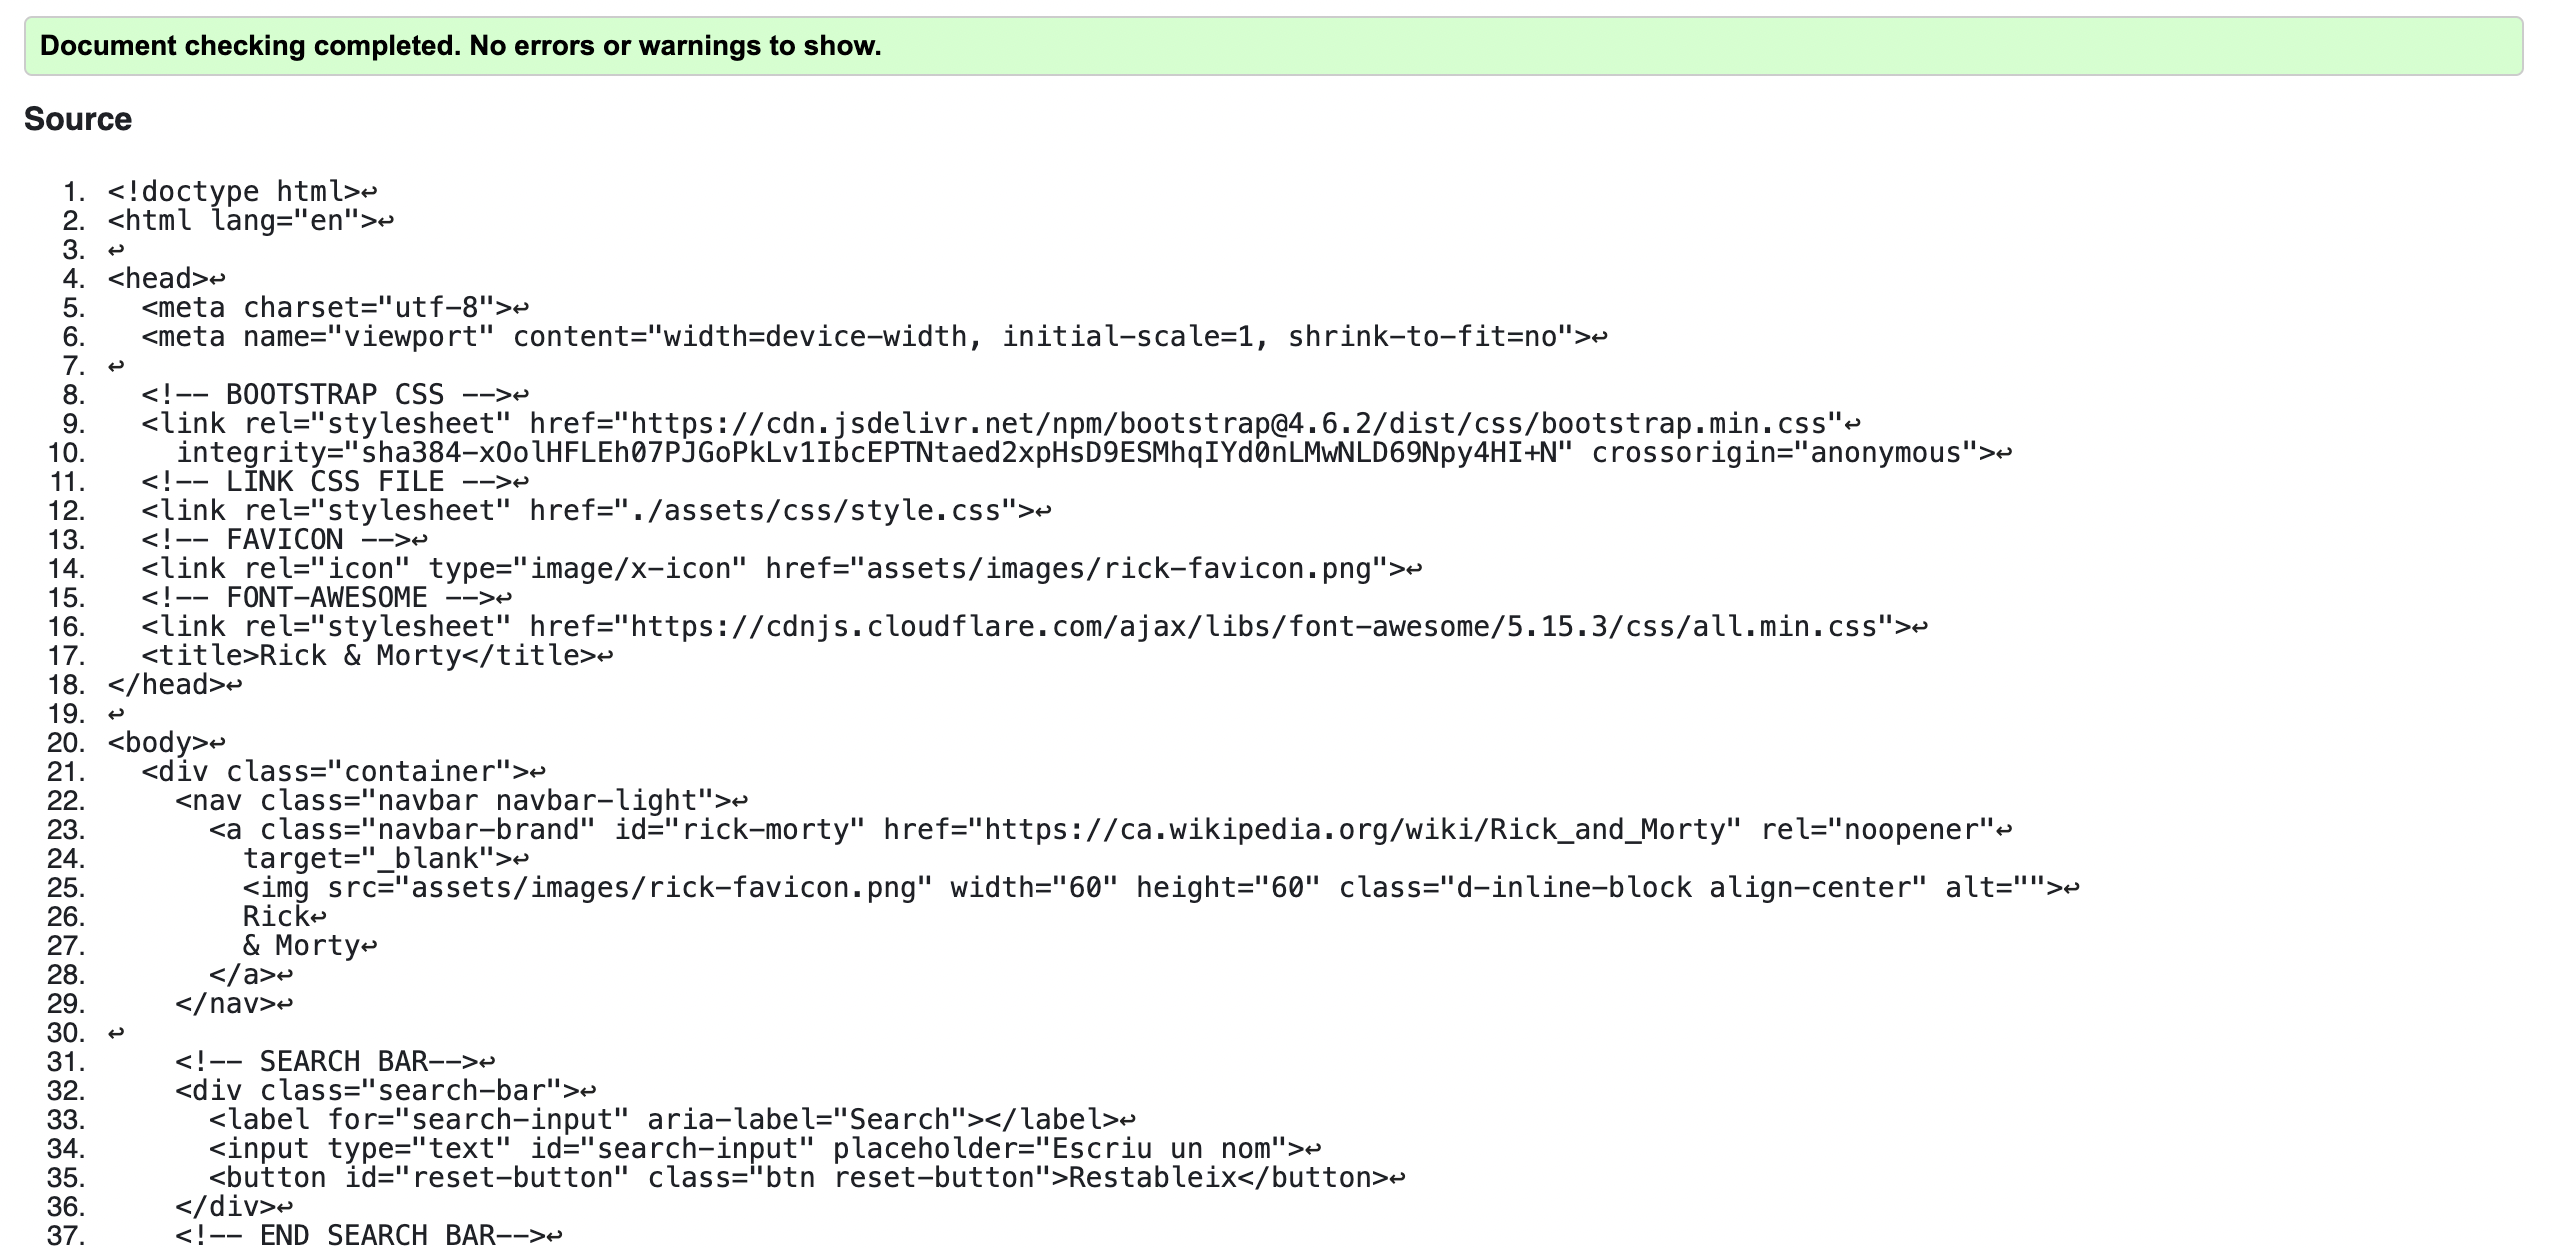 Document checking completed. No errors or warnings to show.
Source
1. <!doctype html>↩
2. <html lang="en">↩
3. ↩
4. <head>↩
5.   <meta charset="utf-8">↩
6.   <meta name="viewport" content="width=device-width, initial-scale=1, shrink-to-fit=no">↩
7. ↩
8.   <!-- BOOTSTRAP CSS -->↩
9.   <link rel="stylesheet" href="https://cdn.jsdelivr.net/npm/bootstrap@4.6.2/dist/css/bootstrap.min.css"↩
10.     integrity="sha384-xOolHFLEh07PJGoPkLv1IbcEPTNtaed2xpHsD9ESMhqIYd0nLMwNLD69Npy4HI+N" crossorigin="anonymous">↩
11.   <!-- LINK CSS FILE -->↩
12.   <link rel="stylesheet" href="./assets/css/style.css">↩
13.   <!-- FAVICON -->↩
14.   <link rel="icon" type="image/x-icon" href="assets/images/rick-favicon.png">↩
15.   <!-- FONT-AWESOME -->↩
16.   <link rel="stylesheet" href="https://cdnjs.cloudflare.com/ajax/libs/font-awesome/5.15.3/css/all.min.css">↩
17.   <title>Rick & Morty</title>↩
18. </head>↩
19. ↩
20. <body>↩
21.   <div class="container">↩
22.     <nav class="navbar navbar-light">↩
23.       <a class="navbar-brand" id="rick-morty" href="https://ca.wikipedia.org/wiki/Rick_and_Morty" rel="noopener"↩
24.         target="_blank">↩
25.         <img src="assets/images/rick-favicon.png" width="60" height="60" class="d-inline-block align-center" alt="">↩
26.         Rick↩
27.         & Morty↩
28.       </a>↩
29.     </nav>↩
30. ↩
31.     <!-- SEARCH BAR-->↩
32.     <div class="search-bar">↩
33.       <label for="search-input" aria-label="Search"></label>↩
34.       <input type="text" id="search-input" placeholder="Escriu un nom">↩
35.       <button id="reset-button" class="btn reset-button">Restableix</button>↩
36.     </div>↩
37.     <!-- END SEARCH BAR-->↩